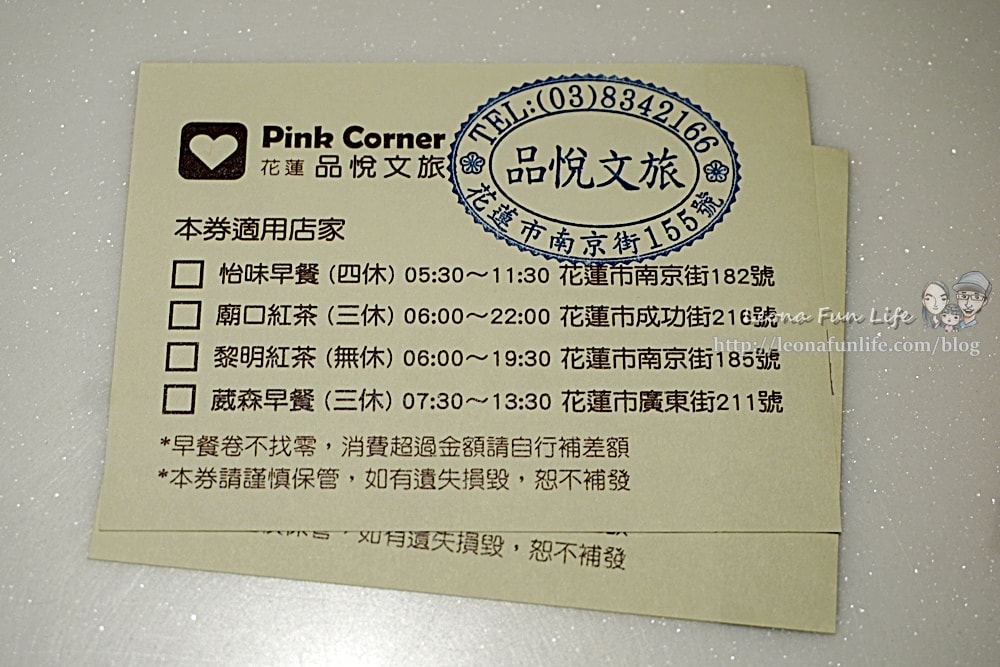 Pink Corner
花蓮 品悅文旅
TEL:(03)8342166
品悅文旅
花蓮市南京街155號
本券適用店家
怡味早餐 (四休) 05:30～11:30 花蓮市南京街182號
廟口紅茶 (三休) 06:00～22:00 花蓮市成功街216號
黎明紅茶 (無休) 06:00～19:30 花蓮市南京街185號
葳森早餐 (三休) 07:30～13:30 花蓮市廣東街211號
*早餐卷不找零，消費超過金額請自行補差額
*本券請謹慎保管，如有遺失損毀，恕不補發
保管，如有遺失損毀，恕不補發
Leona Fun Life
http://leonafunlife.com/blog